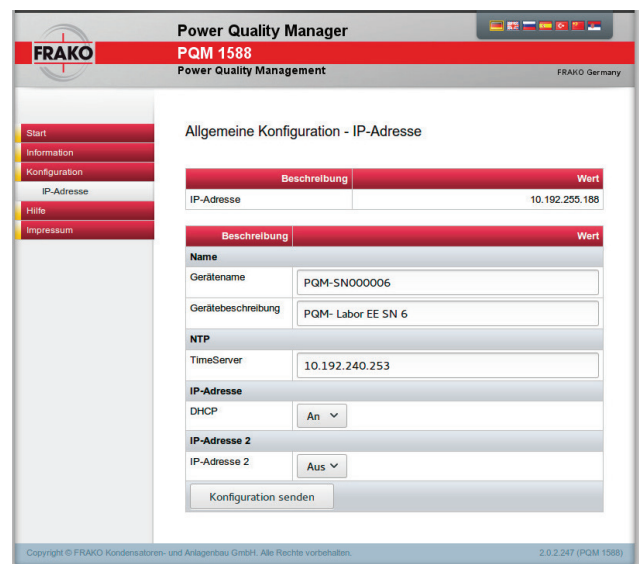 Power Quality Manager
FRAKO
PQM 1588
Power Quality Management
FRAKO Germany
Start
Information
Konfiguration
IP-Adresse
Hilfe
Impressum
Allgemeine Konfiguration - IP-Adresse
Beschreibung Wert
IP-Adresse 10.192.255.188
Beschreibung Wert
Name
Gerätename PQM-SN000006
Gerätebeschreibung PQM- Labor EE SN 6
NTP
TimeServer 10.192.240.253
IP-Adresse
DHCP An
IP-Adresse 2
IP-Adresse 2 Aus
Konfiguration senden
Copyright © FRAKO Kondensatoren- und Anlagenbau GmbH. Alle Rechte vorbehalten. 2.0.2.247 (PQM 1588)